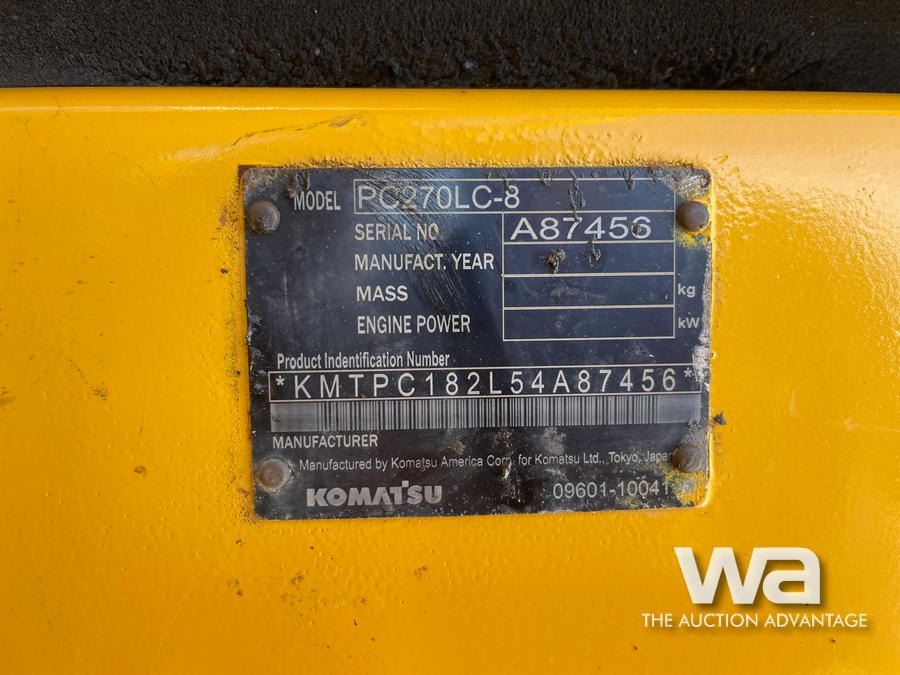 MODEL PC270LC-8
SERIAL NO. A87456
MANUFACT. YEAR
MASS kg
ENGINE POWER kW
Product Indentification Number
*KMTPC182L54A87456*
MANUFACTURER
Manufactured by Komatsu America Corp. for Komatsu Ltd., Tokyo, Japan
KOMATSU 09601-10041
wa
THE AUCTION ADVANTAGE